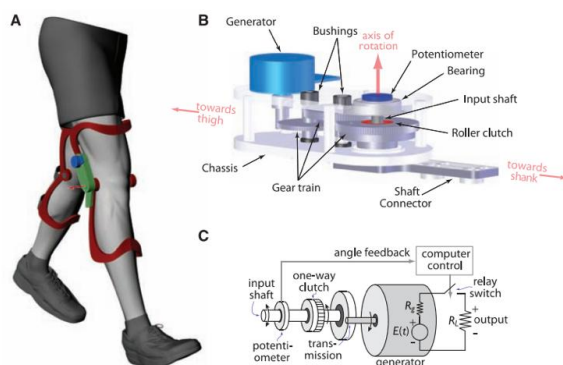 A
B
Generator
Bushings
axis of
rotation
Potentiometer
Bearing
Input shaft
Roller clutch
towards
thigh
Chassis
Gear train
Shaft
Connector
towards
shank
C
angle feedback
computer
control
input
shaft
one-way
clutch
relay
switch
Rg
+
E(t)
-
RL
+
output
-
potenti-
ometer
trans-
mission
generator